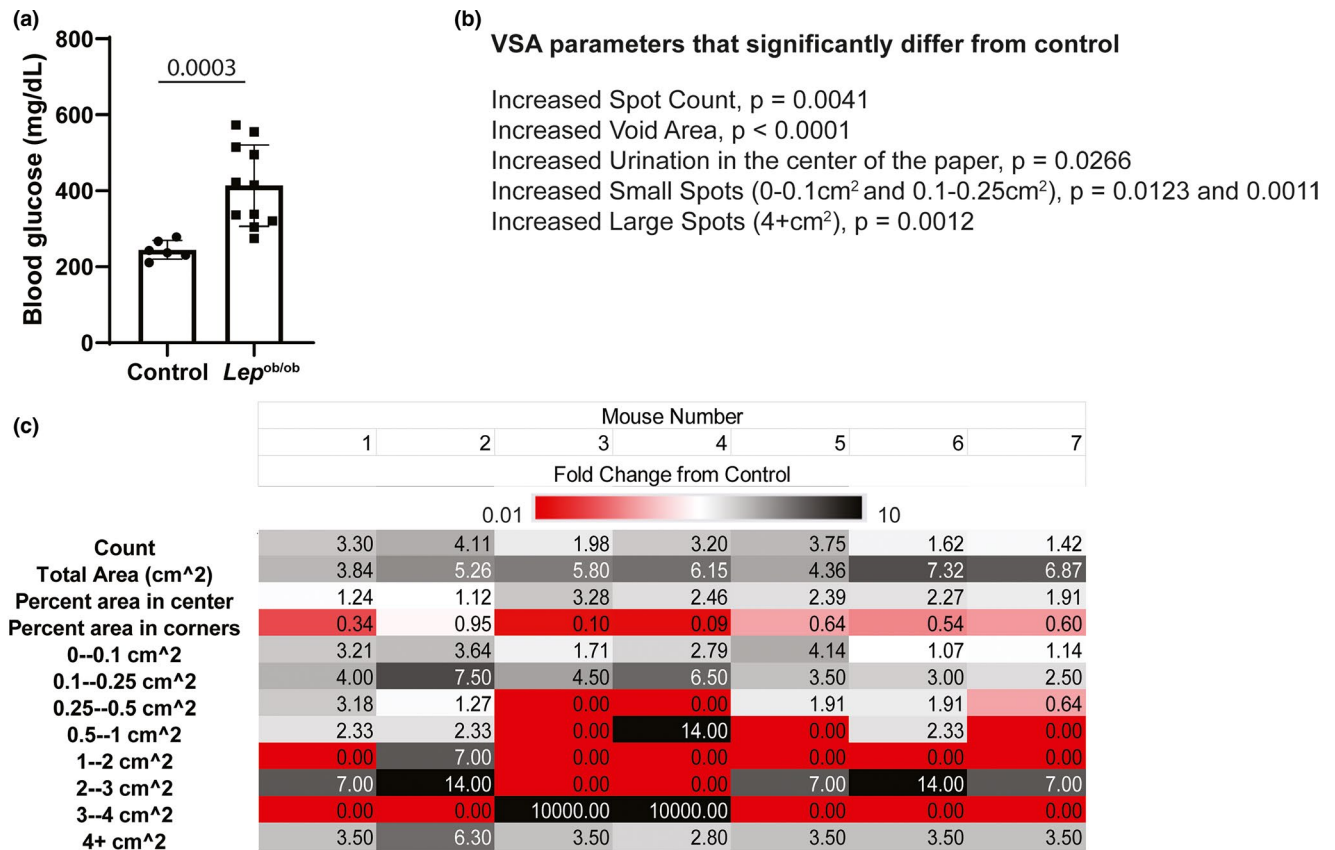 (a)
800
600
400
200
0
Blood glucose (mg/dL)
0.0003
Control Lep^ob/ob
(b)
VSA parameters that significantly differ from control
Increased Spot Count, p = 0.0041
Increased Void Area, p < 0.0001
Increased Urination in the center of the paper, p = 0.0266
Increased Small Spots (0-0.1cm² and 0.1-0.25cm²), p = 0.0123 and 0.0011
Increased Large Spots (4+cm²), p = 0.0012
(c)
Mouse Number
1 2 3 4 5 6 7
Fold Change from Control
0.01 10
Count 3.30 4.11 1.98 3.20 3.75 1.62 1.42
Total Area (cm^2) 3.84 5.26 5.80 6.15 4.36 7.32 6.87
Percent area in center 1.24 1.12 3.28 2.46 2.39 2.27 1.91
Percent area in corners 0.34 0.95 0.10 0.09 0.64 0.54 0.60
0--0.1 cm^2 3.21 3.64 1.71 2.79 4.14 1.07 1.14
0.1--0.25 cm^2 4.00 7.50 4.50 6.50 3.50 3.00 2.50
0.25--0.5 cm^2 3.18 1.27 0.00 0.00 1.91 1.91 0.64
0.5--1 cm^2 2.33 2.33 0.00 14.00 0.00 2.33 0.00
1--2 cm^2 0.00 7.00 0.00 0.00 0.00 0.00 0.00
2--3 cm^2 7.00 14.00 0.00 0.00 7.00 14.00 7.00
3--4 cm^2 0.00 0.00 10000.00 10000.00 0.00 0.00 0.00
4+ cm^2 3.50 6.30 3.50 2.80 3.50 3.50 3.50